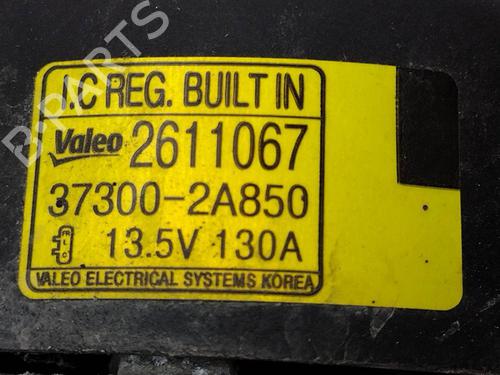 B-PARTS
I.C REG. BUILT IN
Valeo 2611067
37300-2A850
13.5V 130A
VALEO ELECTRICAL SYSTEMS KOREA